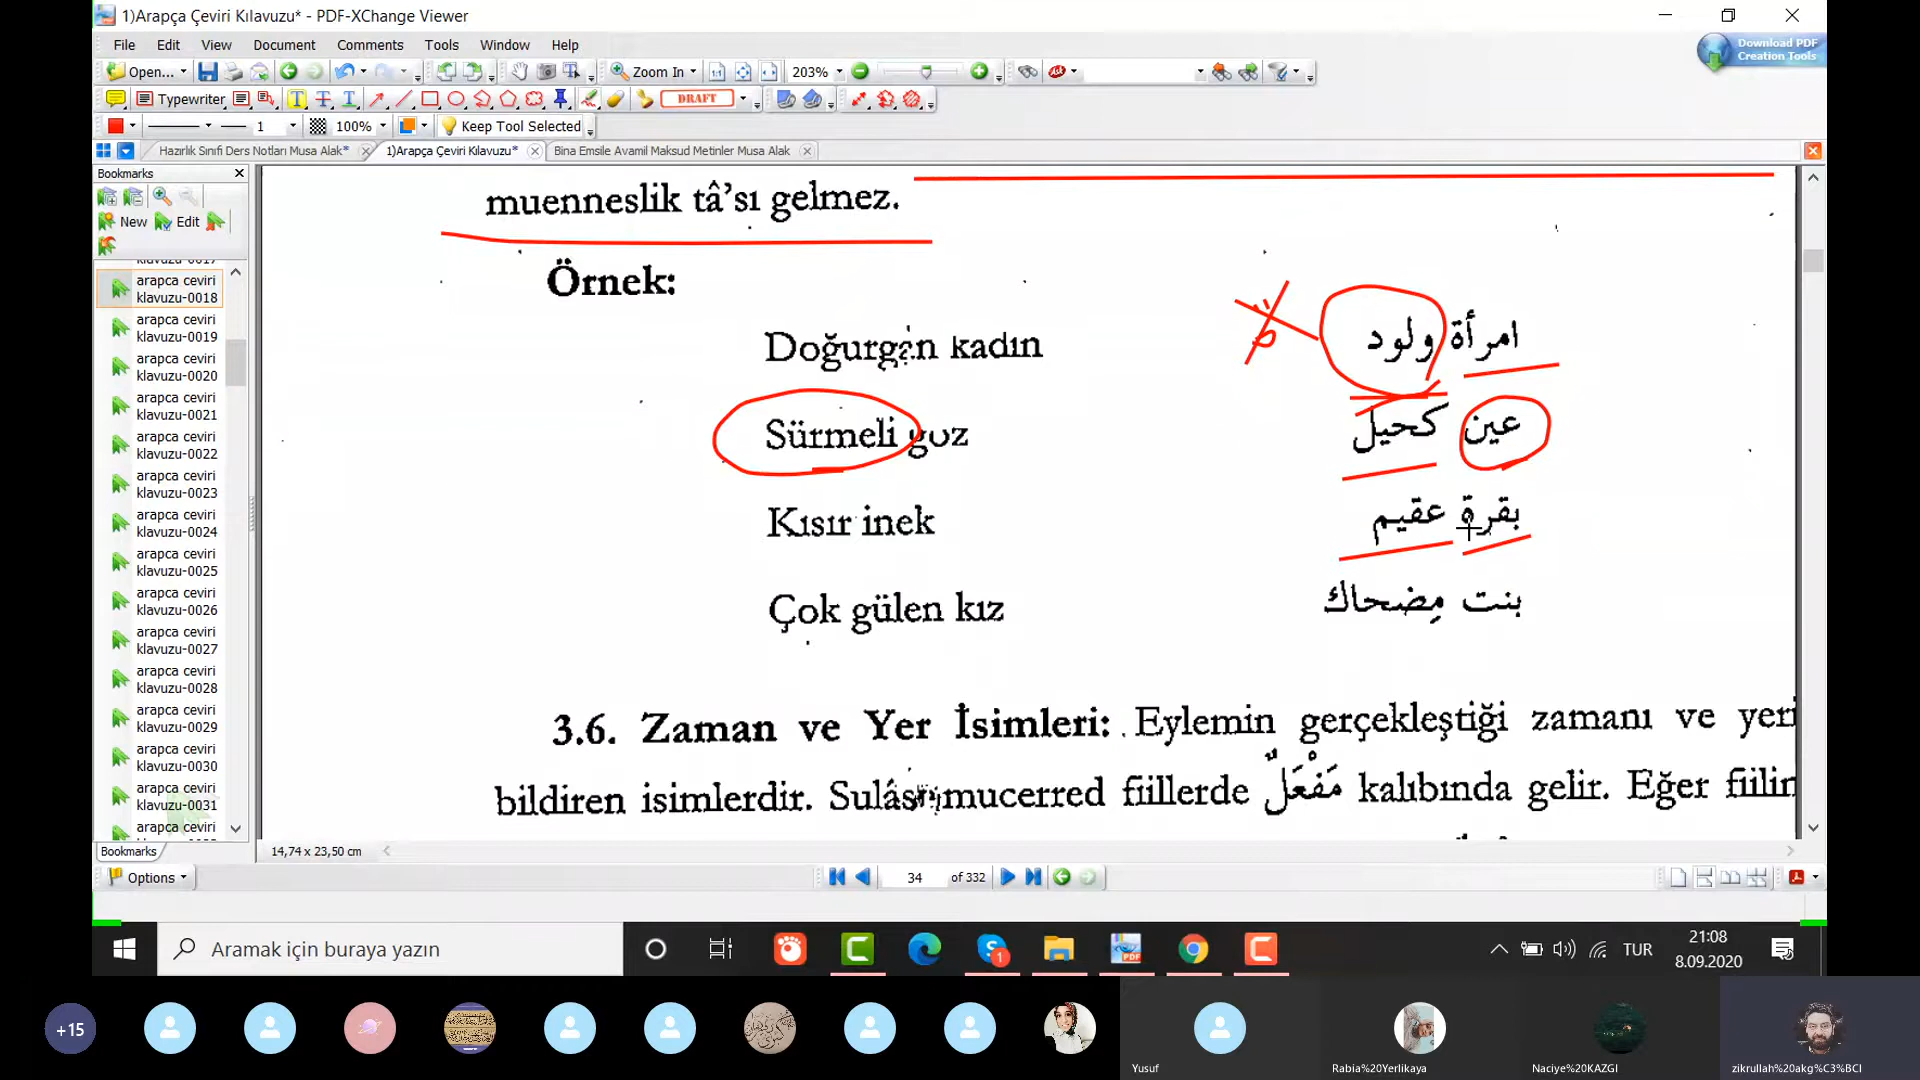 1)Arapça Çeviri Kılavuzu* - PDF-XChange Viewer
File Edit View Document Comments Tools Window Help
Download PDF
Creation Tools
Open... Zoom In 203%
Typewriter DRAFT
1 100% Keep Tool Selected
Hazırlık Sınıfı Ders Notları Musa Alak* 1)Arapça Çeviri Kılavuzu* Bina Emsile Avamil Maksud Metinler Musa Alak
Bookmarks
New Edit
klavuzu-0017
arapca ceviri
klavuzu-0018
arapca ceviri
klavuzu-0019
arapca ceviri
klavuzu-0020
arapca ceviri
klavuzu-0021
arapca ceviri
klavuzu-0022
arapca ceviri
klavuzu-0023
arapca ceviri
klavuzu-0024
arapca ceviri
klavuzu-0025
arapca ceviri
klavuzu-0026
arapca ceviri
klavuzu-0027
arapca ceviri
klavuzu-0028
arapca ceviri
klavuzu-0029
arapca ceviri
klavuzu-0030
arapca ceviri
klavuzu-0031
arapca ceviri
Bookmarks
muenneslik tâ'sı gelmez.
Örnek:
Doğurgan kadın امرأة ولود
Sürmeli göz عين كحيل
Kısır inek بقرة عقيم
Çok gülen kız بنت مِضحاك
3.6. Zaman ve Yer İsimleri: Eylemin gerçekleştiği zamanı ve yeri
bildiren isimlerdir. Sulâsî mucerred fiillerde مَفْعَلٌ kalıbında gelir. Eğer fiilin
14,74 x 23,50 cm
Options 34 of 332
Aramak için buraya yazın
TUR
21:08
8.09.2020
+15
Yusuf Rabia%20Yerlikaya Naciye%20KAZGI zikrullah%20akg%C3%BCl